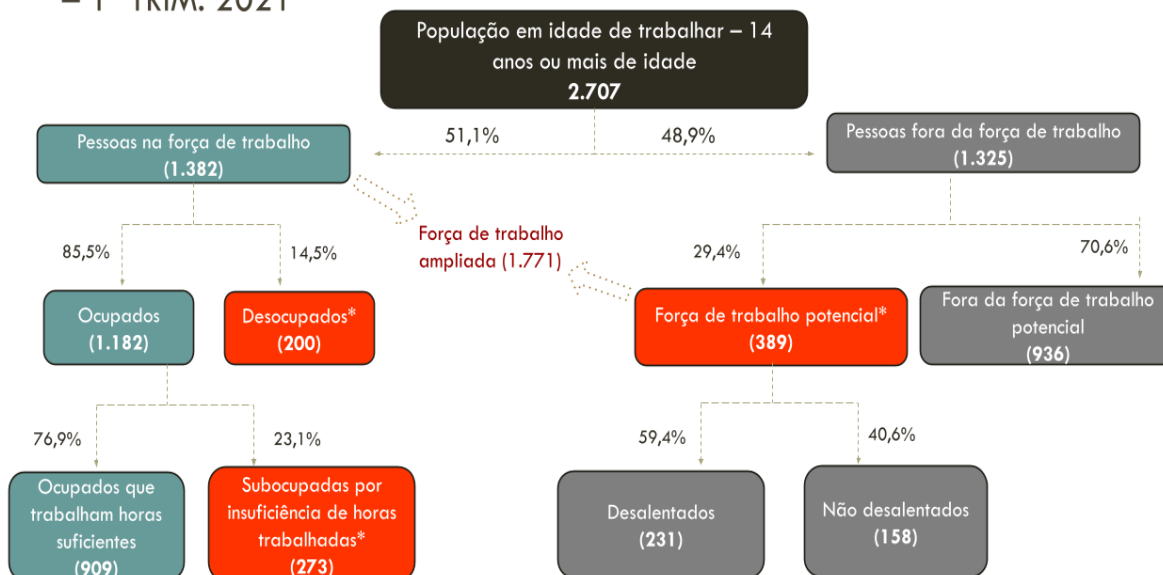 – 1º TRIM. 2021
População em idade de trabalhar – 14
anos ou mais de idade
2.707
51,1%
48,9%
Pessoas na força de trabalho
(1.382)
Pessoas fora da força de trabalho
(1.325)
Força de trabalho
ampliada (1.771)
85,5%
14,5%
29,4%
70,6%
Ocupados
(1.182)
Desocupados*
(200)
Força de trabalho potencial*
(389)
Fora da força de trabalho
potencial
(936)
76,9%
23,1%
59,4%
40,6%
Ocupados que
trabalham horas
suficientes
(909)
Subocupadas por
insuficiência de horas
trabalhadas*
(273)
Desalentados
(231)
Não desalentados
(158)